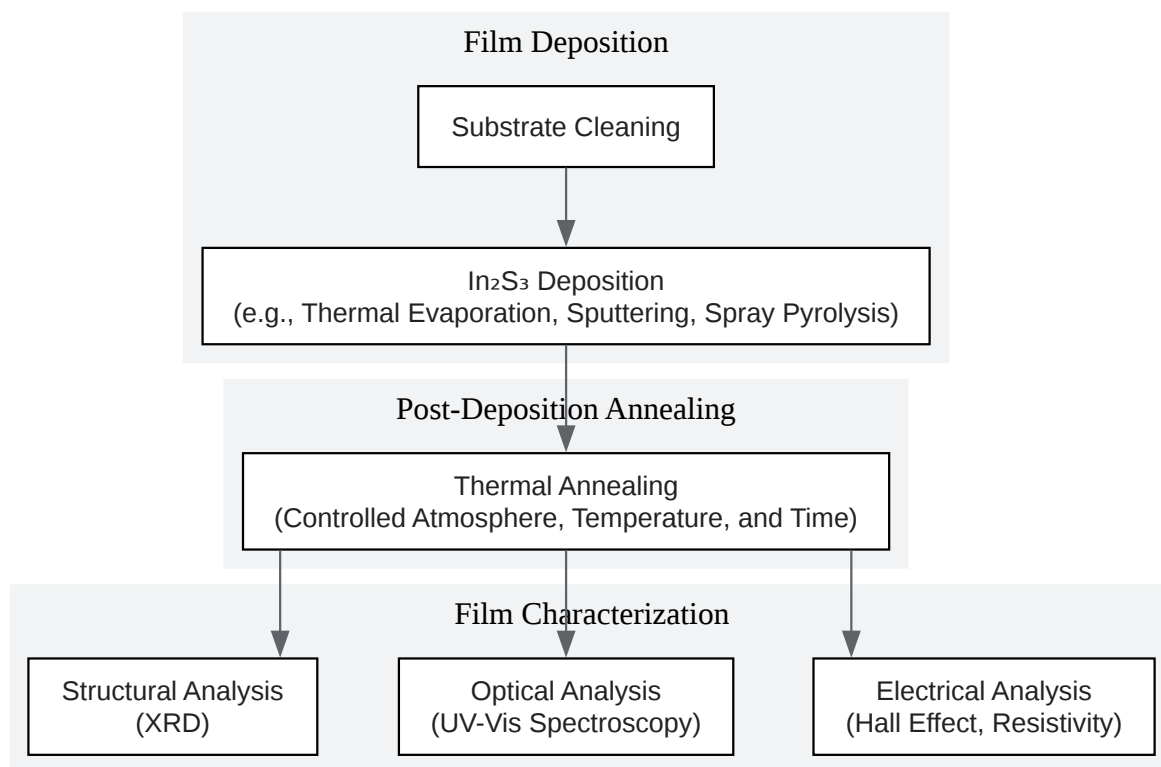 Film Deposition
Substrate Cleaning
In₂S₃ Deposition
(e.g., Thermal Evaporation, Sputtering, Spray Pyrolysis)
Post-Deposition Annealing
Thermal Annealing
(Controlled Atmosphere, Temperature, and Time)
Film Characterization
Structural Analysis
(XRD)
Optical Analysis
(UV-Vis Spectroscopy)
Electrical Analysis
(Hall Effect, Resistivity)